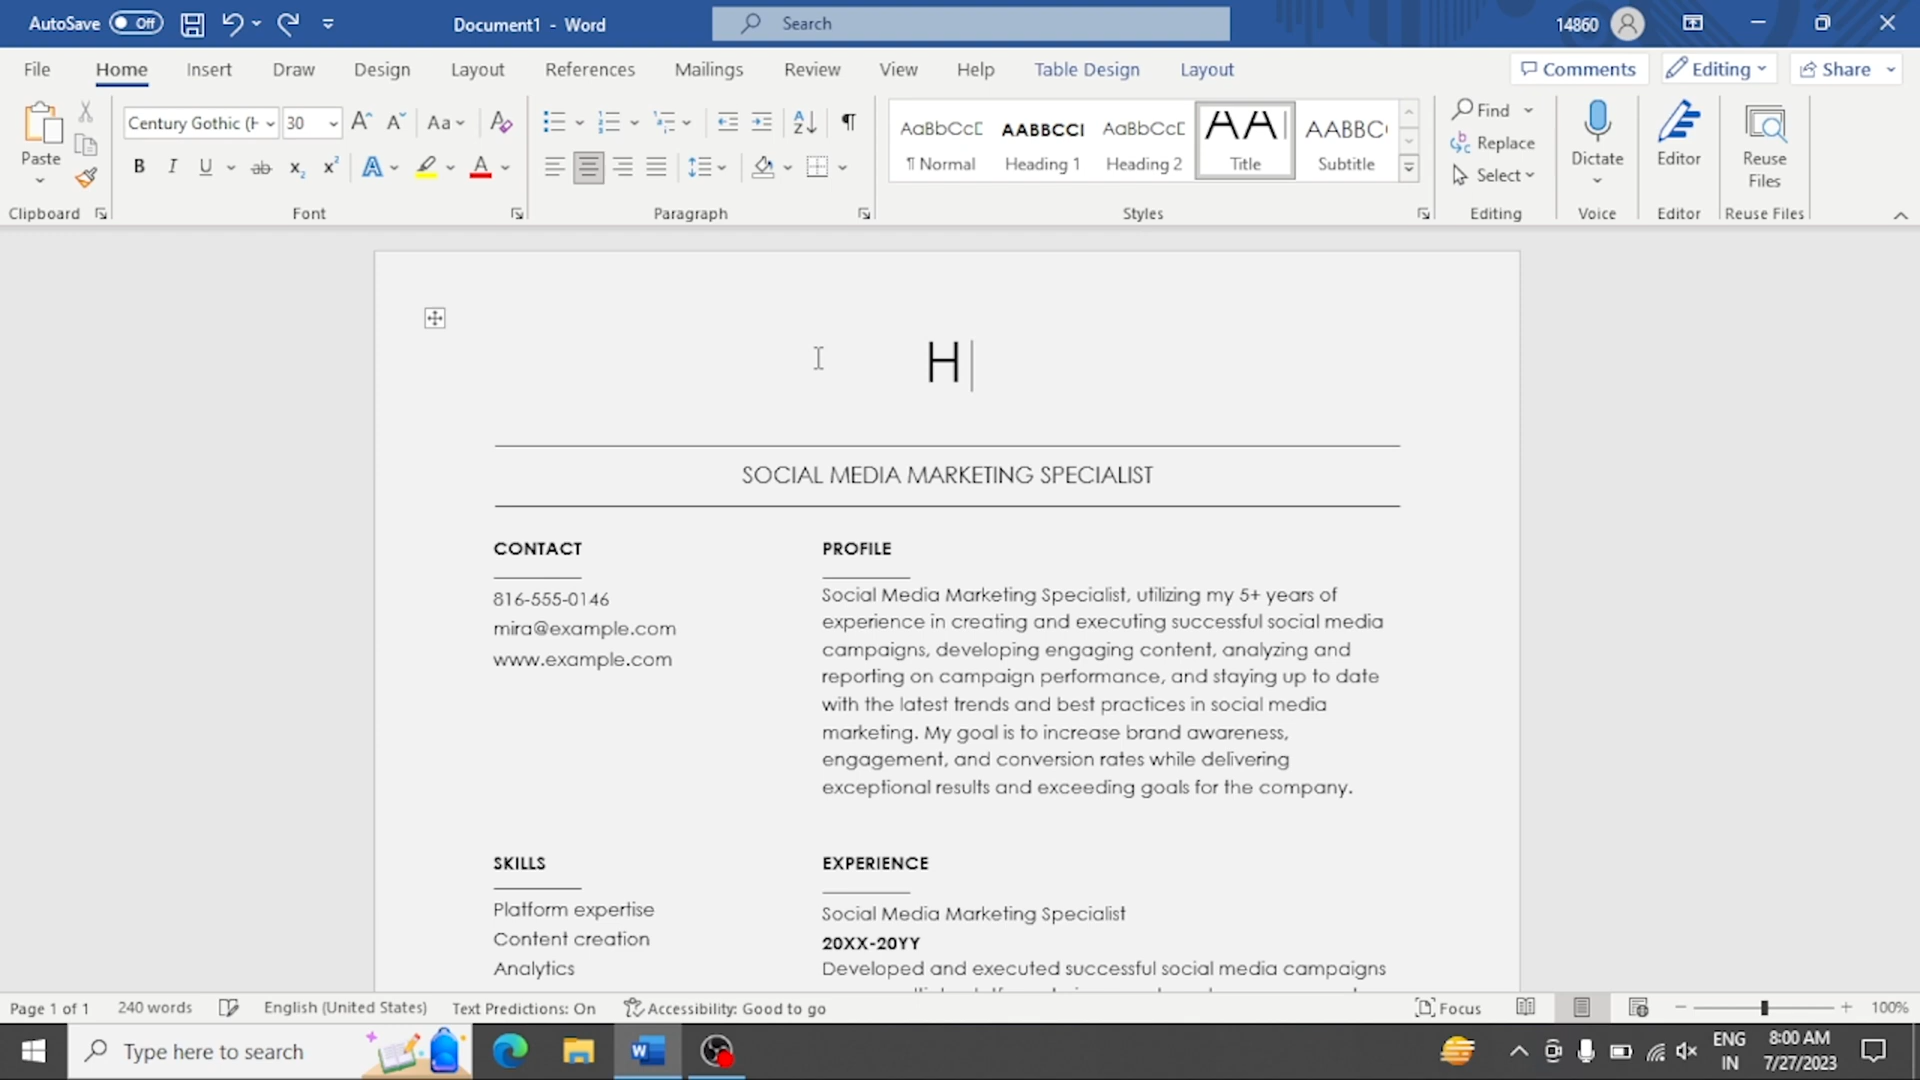 AutoSave Off Document1 - Word Search 14860
File Home Insert Draw Design Layout References Mailings Review View Help Table Design Layout Comments Editing Share
Paste
Clipboard
Century Gothic (H 30 Aa
B I U ab x₂ x² A A
Font
Paragraph
AaBbCcD AABBCCI AaBbCcD AA AABBC
¶ Normal Heading 1 Heading 2 Title Subtitle
Styles
Find
Replace
Select
Editing
Dictate
Voice
Editor
Editor
Reuse
Files
Reuse Files
H
SOCIAL MEDIA MARKETING SPECIALIST
CONTACT
816-555-0146
mira@example.com
www.example.com
PROFILE
Social Media Marketing Specialist, utilizing my 5+ years of
experience in creating and executing successful social media
campaigns, developing engaging content, analyzing and
reporting on campaign performance, and staying up to date
with the latest trends and best practices in social media
marketing. My goal is to increase brand awareness,
engagement, and conversion rates while delivering
exceptional results and exceeding goals for the company.
SKILLS
Platform expertise
Content creation
Analytics
EXPERIENCE
Social Media Marketing Specialist
20XX-20YY
Developed and executed successful social media campaigns
Page 1 of 1 240 words English (United States) Text Predictions: On Accessibility: Good to go Focus 100%
Type here to search
ENG
IN
8:00 AM
7/27/2023